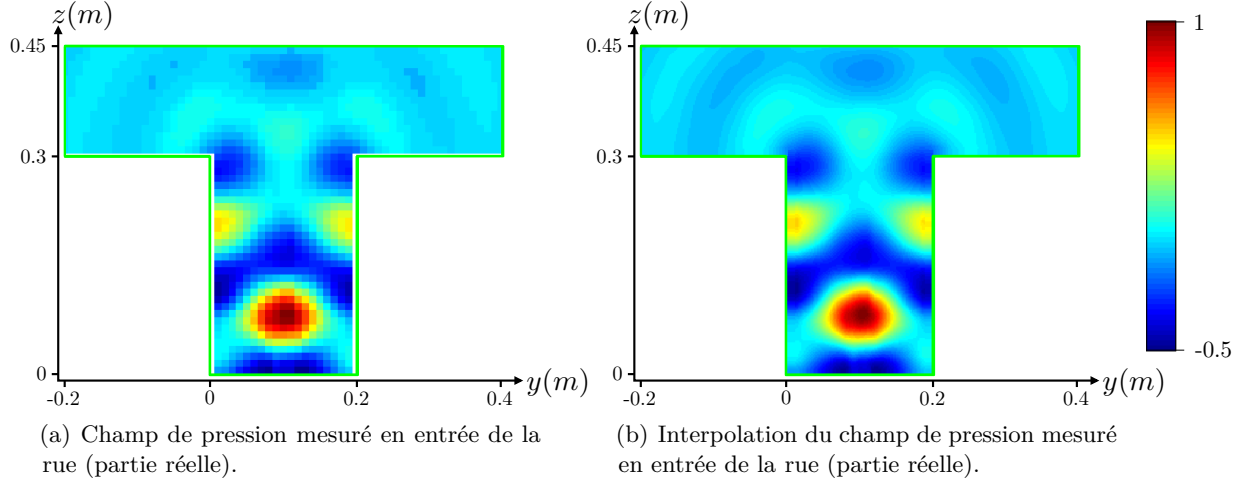 z(m)
0.45
0.3
0
-0.2
0
0.2
0.4
y(m)
z(m)
0.45
0.3
0
-0.2
0
0.2
0.4
y(m)
1
-0.5
(a) Champ de pression mesuré en entrée de la
rue (partie réelle).
(b) Interpolation du champ de pression mesuré
en entrée de la rue (partie réelle).